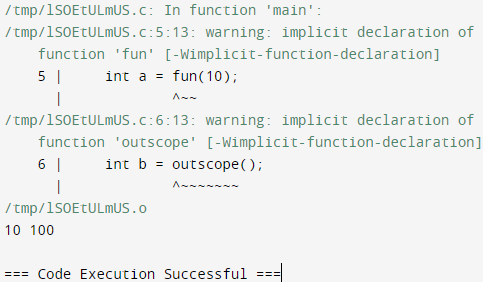 /tmp/lSOEtULmUS.c: In function 'main':
/tmp/lSOEtULmUS.c:5:13: warning: implicit declaration of
function 'fun' [-Wimplicit-function-declaration]
5 |     int a = fun(10);
  |             ^~~
/tmp/lSOEtULmUS.c:6:13: warning: implicit declaration of
function 'outscope' [-Wimplicit-function-declaration]
6 |     int b = outscope();
  |             ^~~~~~~~
/tmp/lSOEtULmUS.o
10 100
=== Code Execution Successful ===